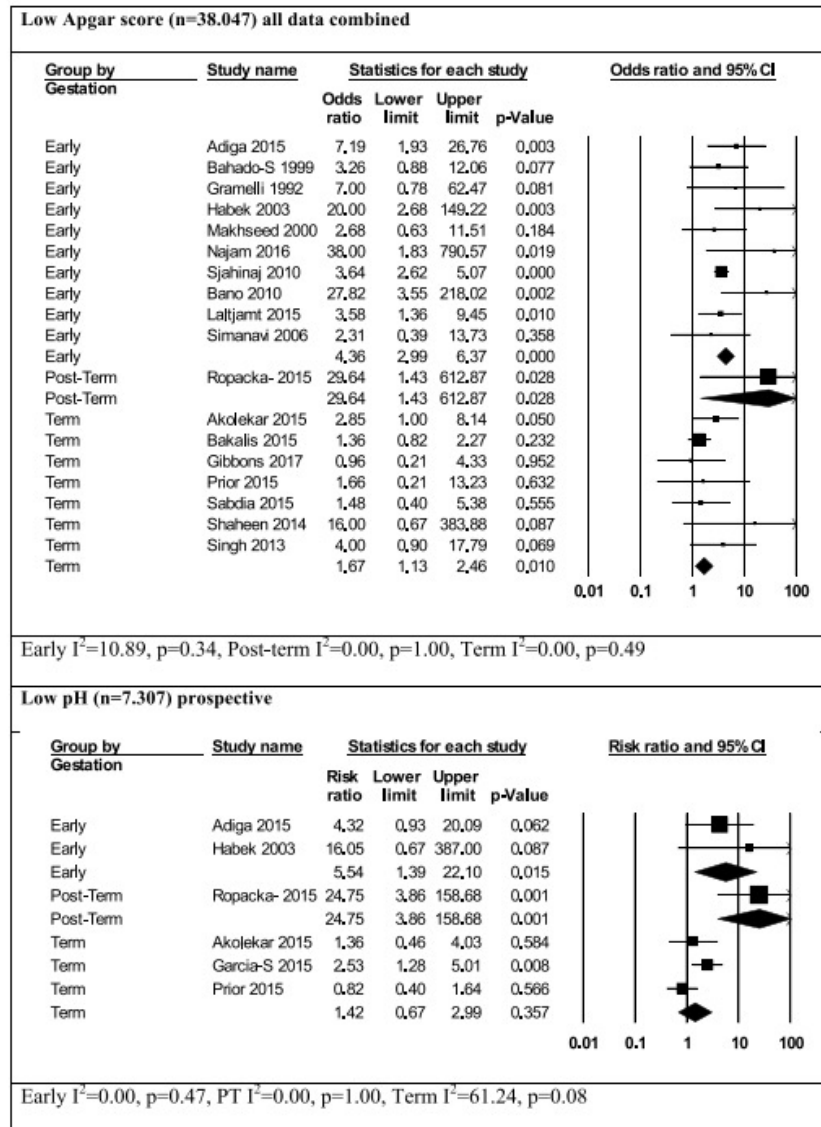 Low Apgar score (n=38.047) all data combined
Group by Study name Statistics for each study Odds ratio and 95% CI
Gestation
Odds Lower Upper
ratio limit limit p-Value
Early Adiga 2015 7.19 1.93 26.76 0.003
Early Bahado-S 1999 3.26 0.88 12.06 0.077
Early Gramelli 1992 7.00 0.78 62.47 0.081
Early Habek 2003 20.00 2.68 149.22 0.003
Early Makhseed 2000 2.68 0.63 11.51 0.184
Early Najam 2016 38.00 1.83 790.57 0.019
Early Sjahinaj 2010 3.64 2.62 5.07 0.000
Early Bano 2010 27.82 3.55 218.02 0.002
Early Laltjamt 2015 3.58 1.36 9.45 0.010
Early Simanavi 2006 2.31 0.39 13.73 0.358
Early 4.36 2.99 6.37 0.000
Post-Term Ropacka- 2015 29.64 1.43 612.87 0.028
Post-Term 29.64 1.43 612.87 0.028
Term Akolekar 2015 2.85 1.00 8.14 0.050
Term Bakalis 2015 1.36 0.82 2.27 0.232
Term Gibbons 2017 0.96 0.21 4.33 0.952
Term Prior 2015 1.66 0.21 13.23 0.632
Term Sabdia 2015 1.48 0.40 5.38 0.555
Term Shaheen 2014 16.00 0.67 383.88 0.087
Term Singh 2013 4.00 0.90 17.79 0.069
Term 1.67 1.13 2.46 0.010
0.01 0.1 1 10 100
Early I²=10.89, p=0.34, Post-term I²=0.00, p=1.00, Term I²=0.00, p=0.49
Low pH (n=7.307) prospective
Group by Study name Statistics for each study Risk ratio and 95% CI
Gestation
Risk Lower Upper
ratio limit limit p-Value
Early Adiga 2015 4.32 0.93 20.09 0.062
Early Habek 2003 16.05 0.67 387.00 0.087
Early 5.54 1.39 22.10 0.015
Post-Term Ropacka- 2015 24.75 3.86 158.68 0.001
Post-Term 24.75 3.86 158.68 0.001
Term Akolekar 2015 1.36 0.46 4.03 0.584
Term Garcia-S 2015 2.53 1.28 5.01 0.008
Term Prior 2015 0.82 0.40 1.64 0.566
Term 1.42 0.67 2.99 0.357
0.01 0.1 1 10 100
Early I²=0.00, p=0.47, PT I²=0.00, p=1.00, Term I²=61.24, p=0.08